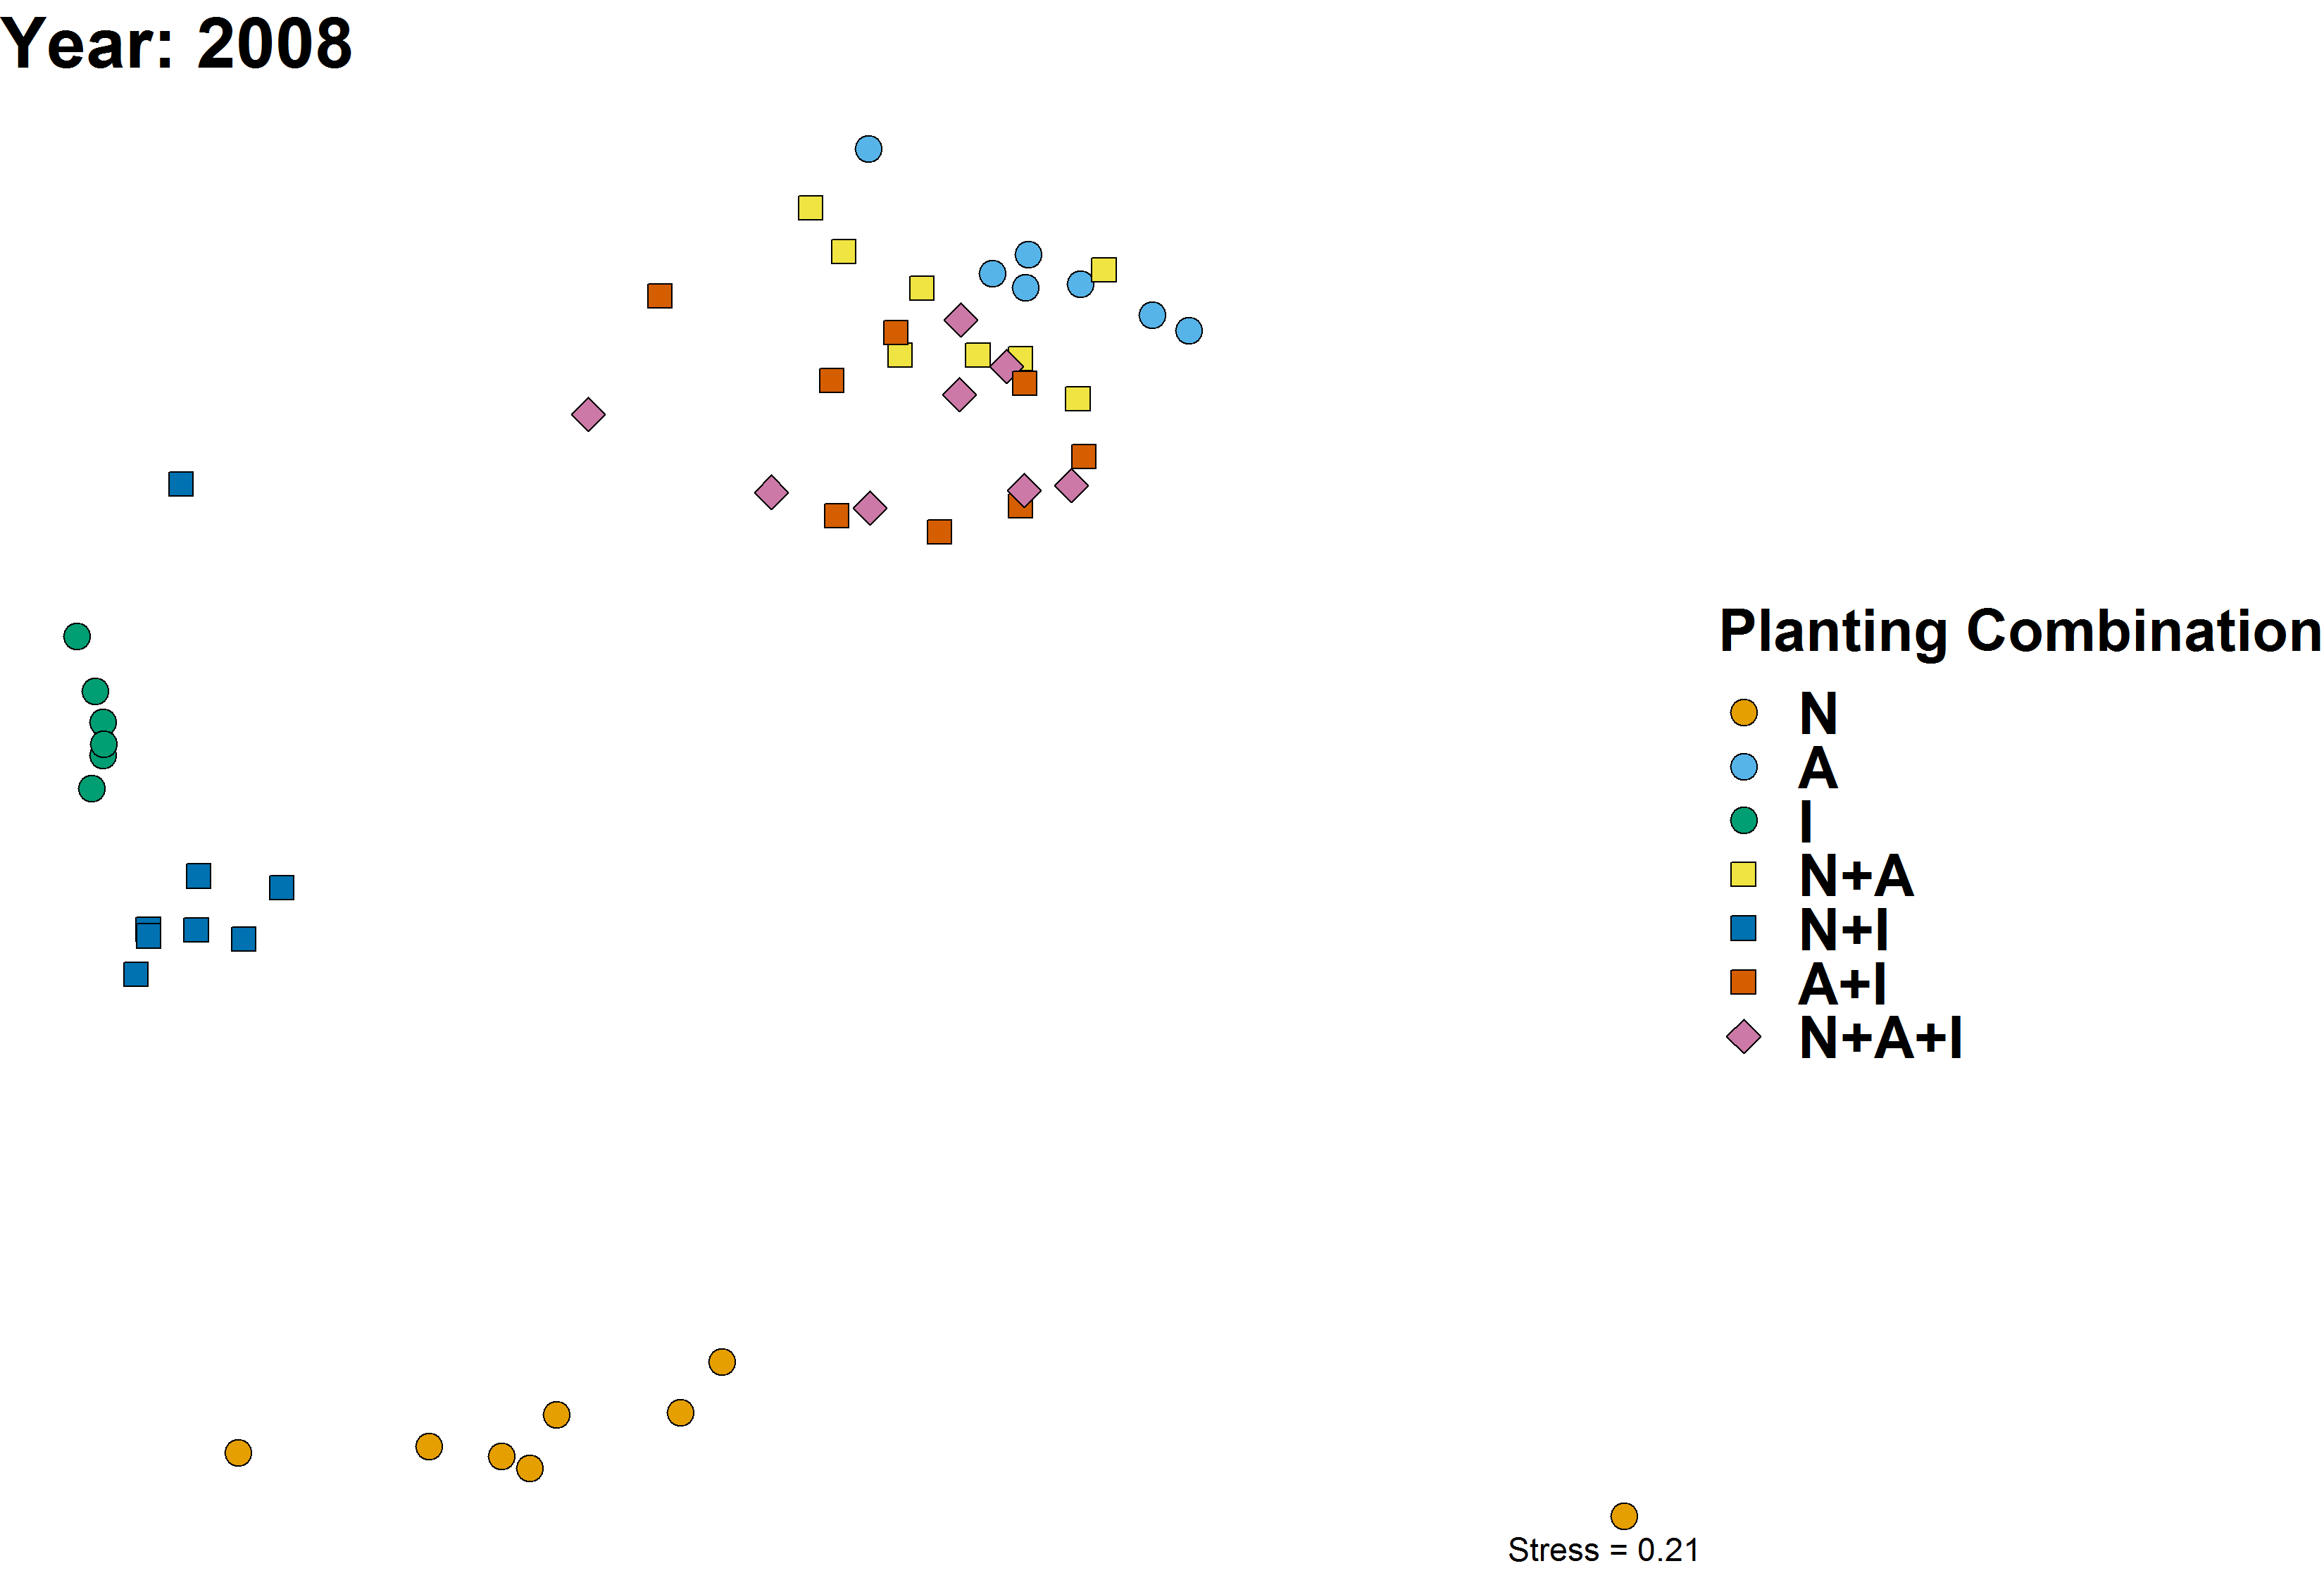 Year: 2008
Planting Combination
N
A
I
N+A
N+I
A+I
N+A+I
Stress = 0.21